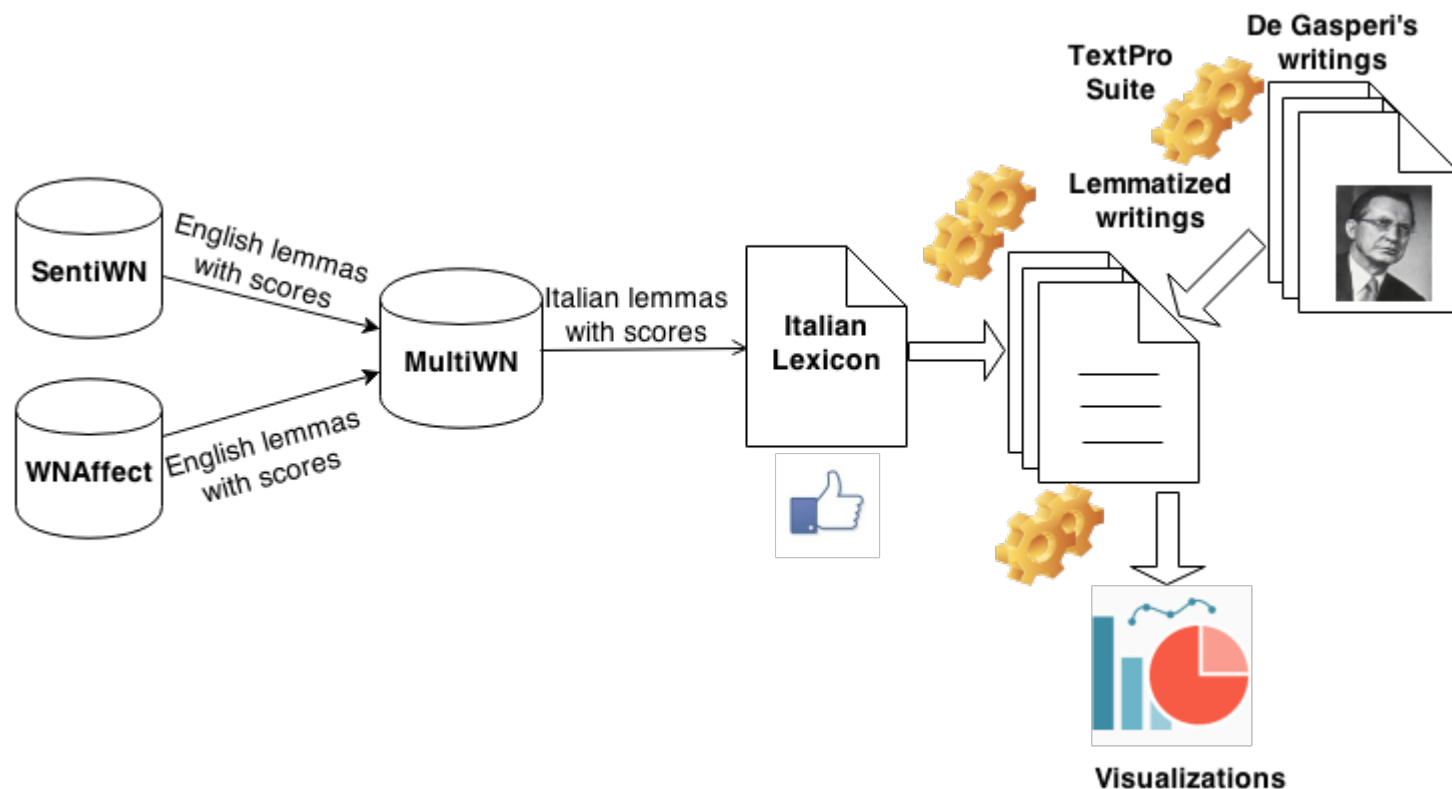 De Gasperi's
writings
TextPro
Suite
Lemmatized
writings
SentiWN
English lemmas
with scores
MultiWN
Italian lemmas
with scores
Italian
Lexicon
WNAffect
English lemmas
with scores
Visualizations